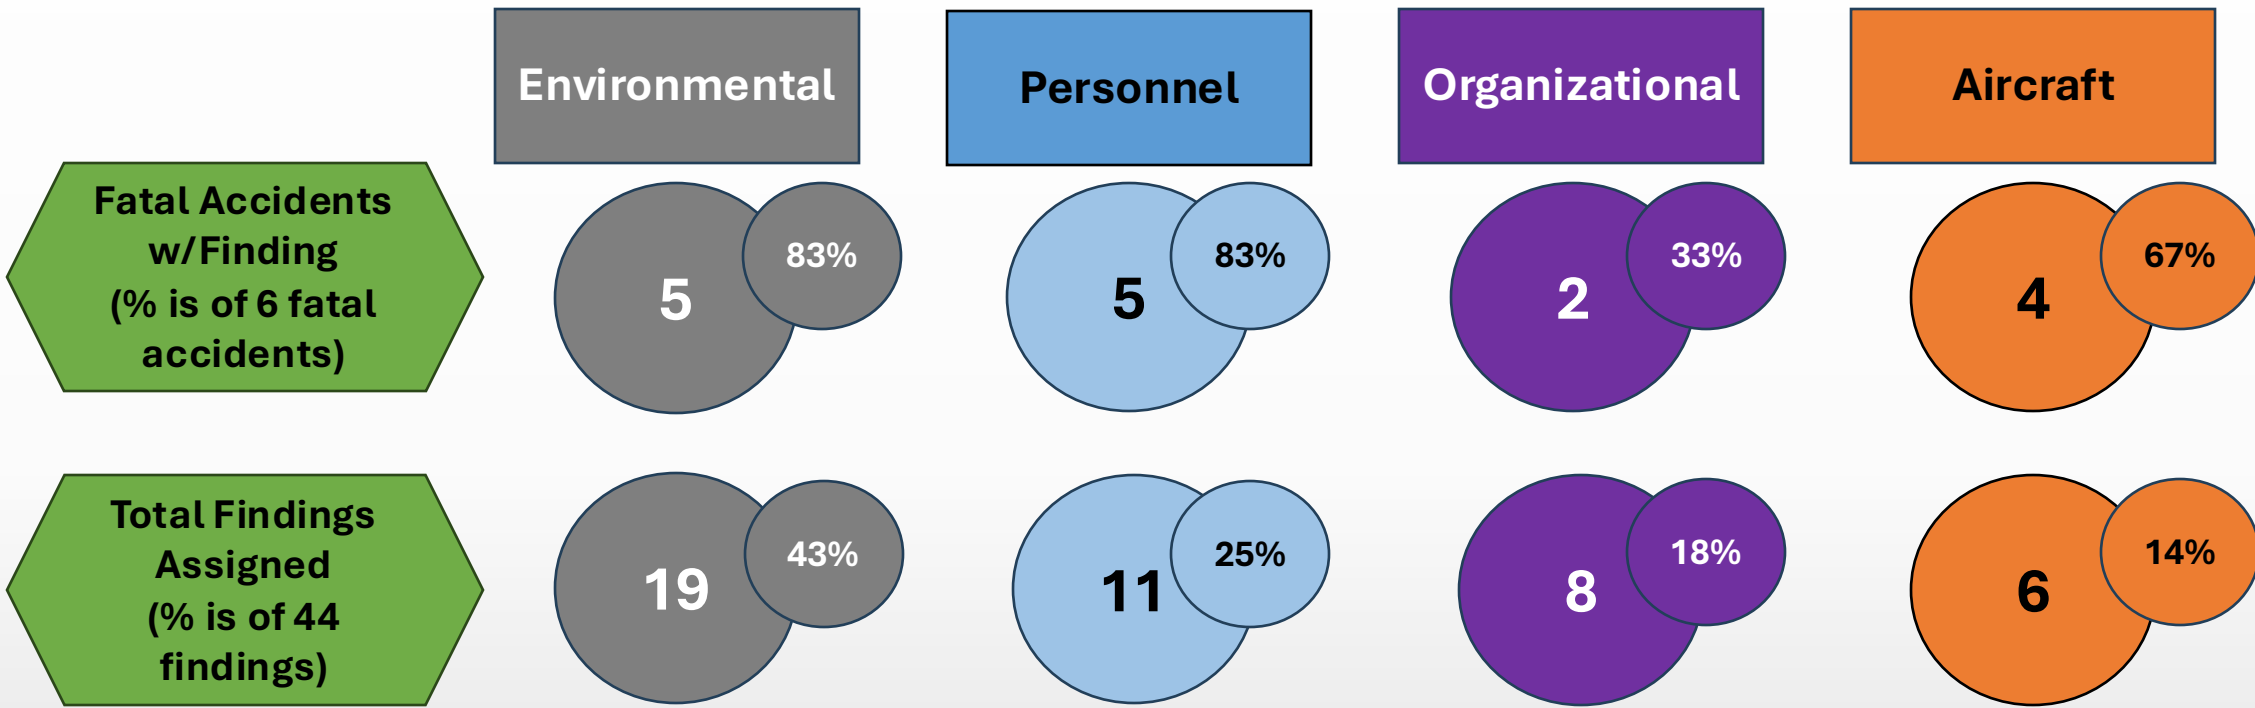 Environmental
Personnel
Organizational
Aircraft
Fatal Accidents
w/Finding
(% is of 6 fatal
accidents)
5
83%
5
83%
2
33%
4
67%
Total Findings
Assigned
(% is of 44
findings)
19
43%
11
25%
8
18%
6
14%